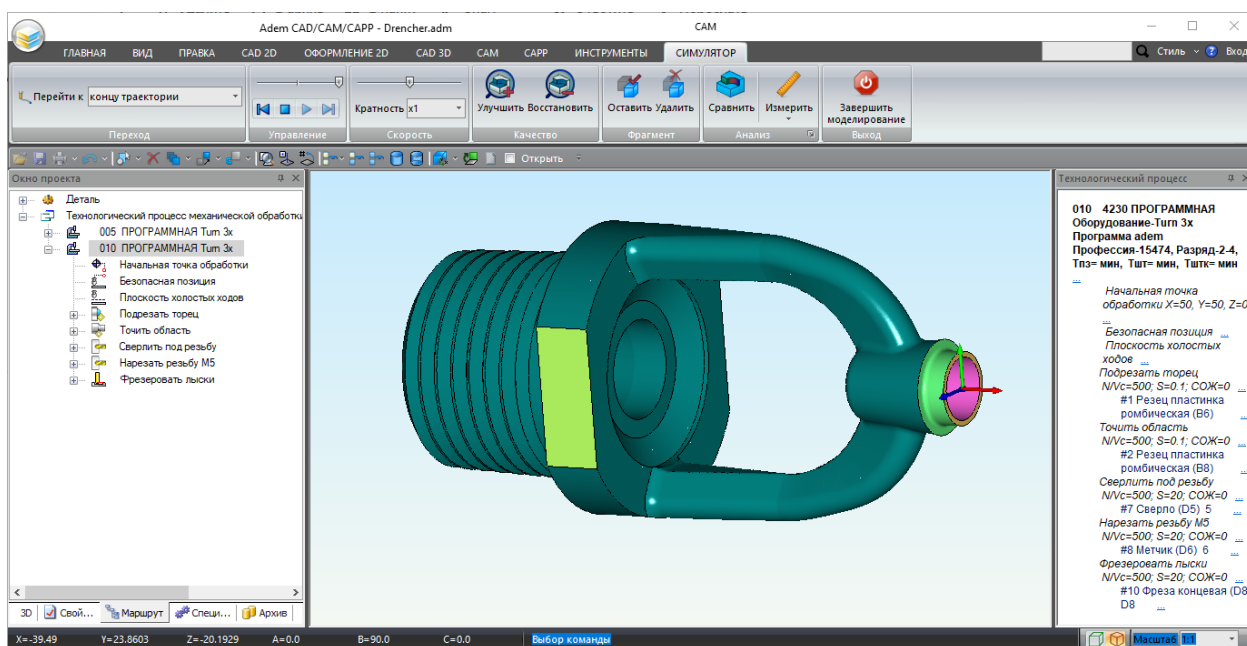 Adem CAD/CAM/CAPP - Drencher.adm CAM
ГЛАВНАЯ ВИД ПРАВКА CAD 2D ОФОРМЛЕНИЕ 2D CAD 3D CAM CAPP ИНСТРУМЕНТЫ СИМУЛЯТОР Стиль Вход
Перейти к концу траектории
Кратность x1
Улучшить Восстановить
Оставить Удалить
Сравнить Измерить
Завершить
моделирование
Переход Управление Скорость Качество Фрагмент Анализ Выход
Открыть
Окно проекта
Деталь
Технологический процесс механической обработки
005 ПРОГРАММНАЯ Turn 3x
010 ПРОГРАММНАЯ Turn 3x
Начальная точка обработки
Безопасная позиция
Плоскость холостых ходов
Подрезать торец
Точить область
Сверлить под резьбу
Нарезать резьбу М5
Фрезеровать лыски
3D Свой... Маршрут Специ... Архив
Технологический процесс
010 4230 ПРОГРАММНАЯ
Оборудование-Turn 3x
Программа adem
Профессия-15474, Разряд-2-4,
Тпз= мин, Тшт= мин, Тштк= мин
...
Начальная точка
обработки X=50, Y=50, Z=0
...
Безопасная позиция ...
Плоскость холостых
ходов ...
Подрезать торец
N/Vc=500; S=0.1; СОЖ=0 ...
#1 Резец пластинка
ромбическая (B6) ...
Точить область
N/Vc=500; S=0.1; СОЖ=0 ...
#2 Резец пластинка
ромбическая (B8) ...
Сверлить под резьбу
N/Vc=500; S=20; СОЖ=0 ...
#7 Сверло (D5) 5 ...
Нарезать резьбу М5
N/Vc=500; S=20; СОЖ=0 ...
#8 Метчик (D6) 6 ...
Фрезеровать лыски
N/Vc=500; S=20; СОЖ=0 ...
#10 Фреза концевая (D8
D8 ...
X=-39.49 Y=23.8603 Z=-20.1929 A=0.0 B=90.0 C=0.0 Выбор команды Масштаб 1:1